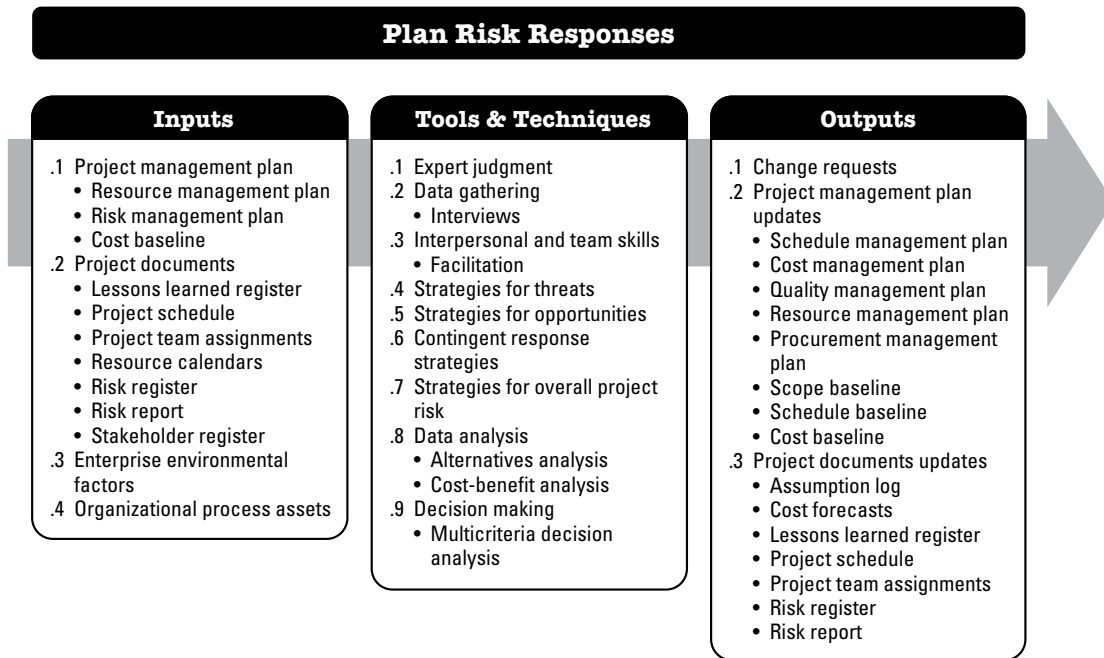 Plan Risk Responses
Inputs
.1 Project management plan
• Resource management plan
• Risk management plan
• Cost baseline
.2 Project documents
• Lessons learned register
• Project schedule
• Project team assignments
• Resource calendars
• Risk register
• Risk report
• Stakeholder register
.3 Enterprise environmental
factors
.4 Organizational process assets
Tools & Techniques
.1 Expert judgment
.2 Data gathering
• Interviews
.3 Interpersonal and team skills
• Facilitation
.4 Strategies for threats
.5 Strategies for opportunities
.6 Contingent response
strategies
.7 Strategies for overall project
risk
.8 Data analysis
• Alternatives analysis
• Cost-benefit analysis
.9 Decision making
• Multicriteria decision
analysis
Outputs
.1 Change requests
.2 Project management plan
updates
• Schedule management plan
• Cost management plan
• Quality management plan
• Resource management plan
• Procurement management
plan
• Scope baseline
• Schedule baseline
• Cost baseline
.3 Project documents updates
• Assumption log
• Cost forecasts
• Lessons learned register
• Project schedule
• Project team assignments
• Risk register
• Risk report